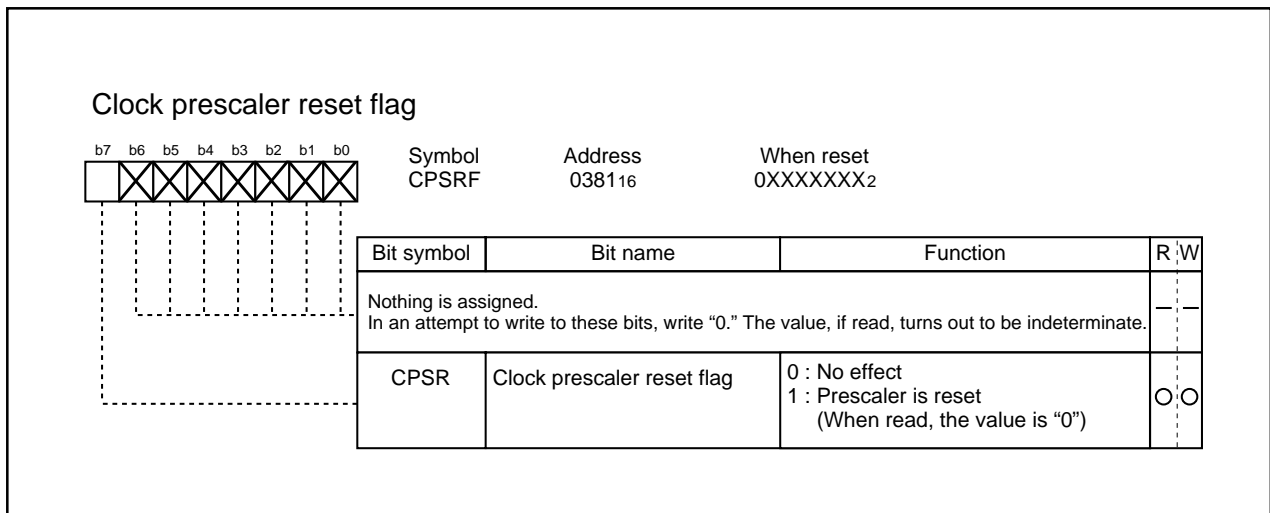 Clock prescaler reset flag
b7 b6 b5 b4 b3 b2 b1 b0
Symbol Address When reset
CPSRF 038116 0XXXXXXX2
Bit symbol Bit name Function R W
Nothing is assigned.
In an attempt to write to these bits, write “0.” The value, if read, turns out to be indeterminate. — —
CPSR Clock prescaler reset flag 0 : No effect
1 : Prescaler is reset
(When read, the value is “0”)